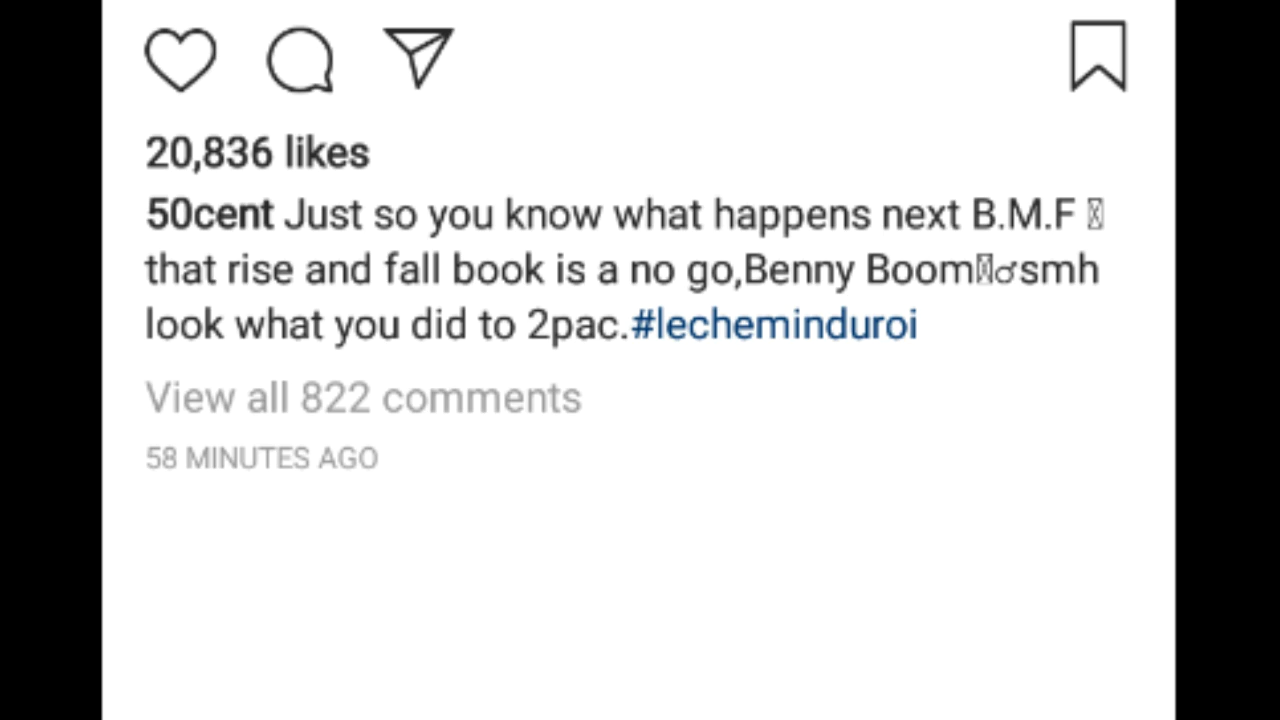 20,836 likes
50cent Just so you know what happens next B.M.F
that rise and fall book is a no go,Benny Boom♂smh
look what you did to 2pac.#lecheminduroi
View all 822 comments
58 MINUTES AGO